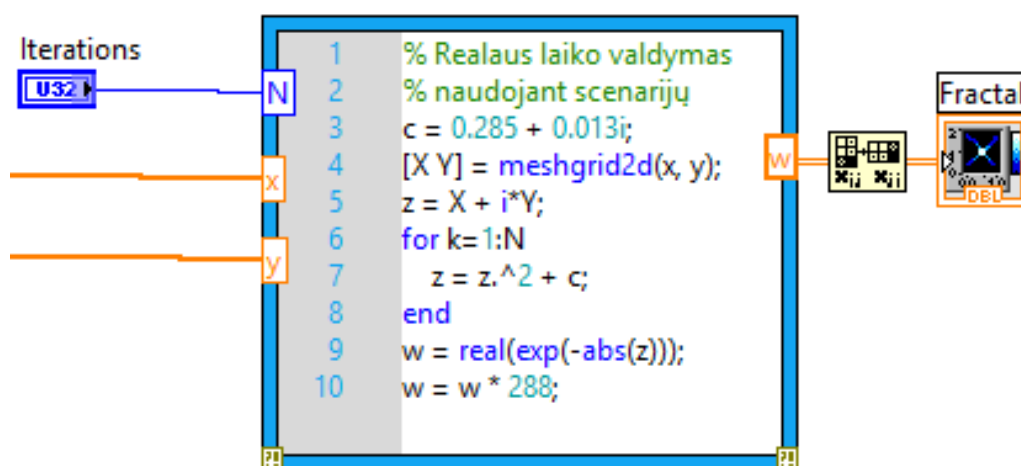 Iterations
U32
N
x
y
1 % Realaus laiko valdymas
2 % naudojant scenarijų
3 c = 0.285 + 0.013i;
4 [X Y] = meshgrid2d(x, y);
5 z = X + i*Y;
6 for k=1:N
7 z = z.^2 + c;
8 end
9 w = real(exp(-abs(z)));
10 w = w * 288;
w
Fractal
DBL